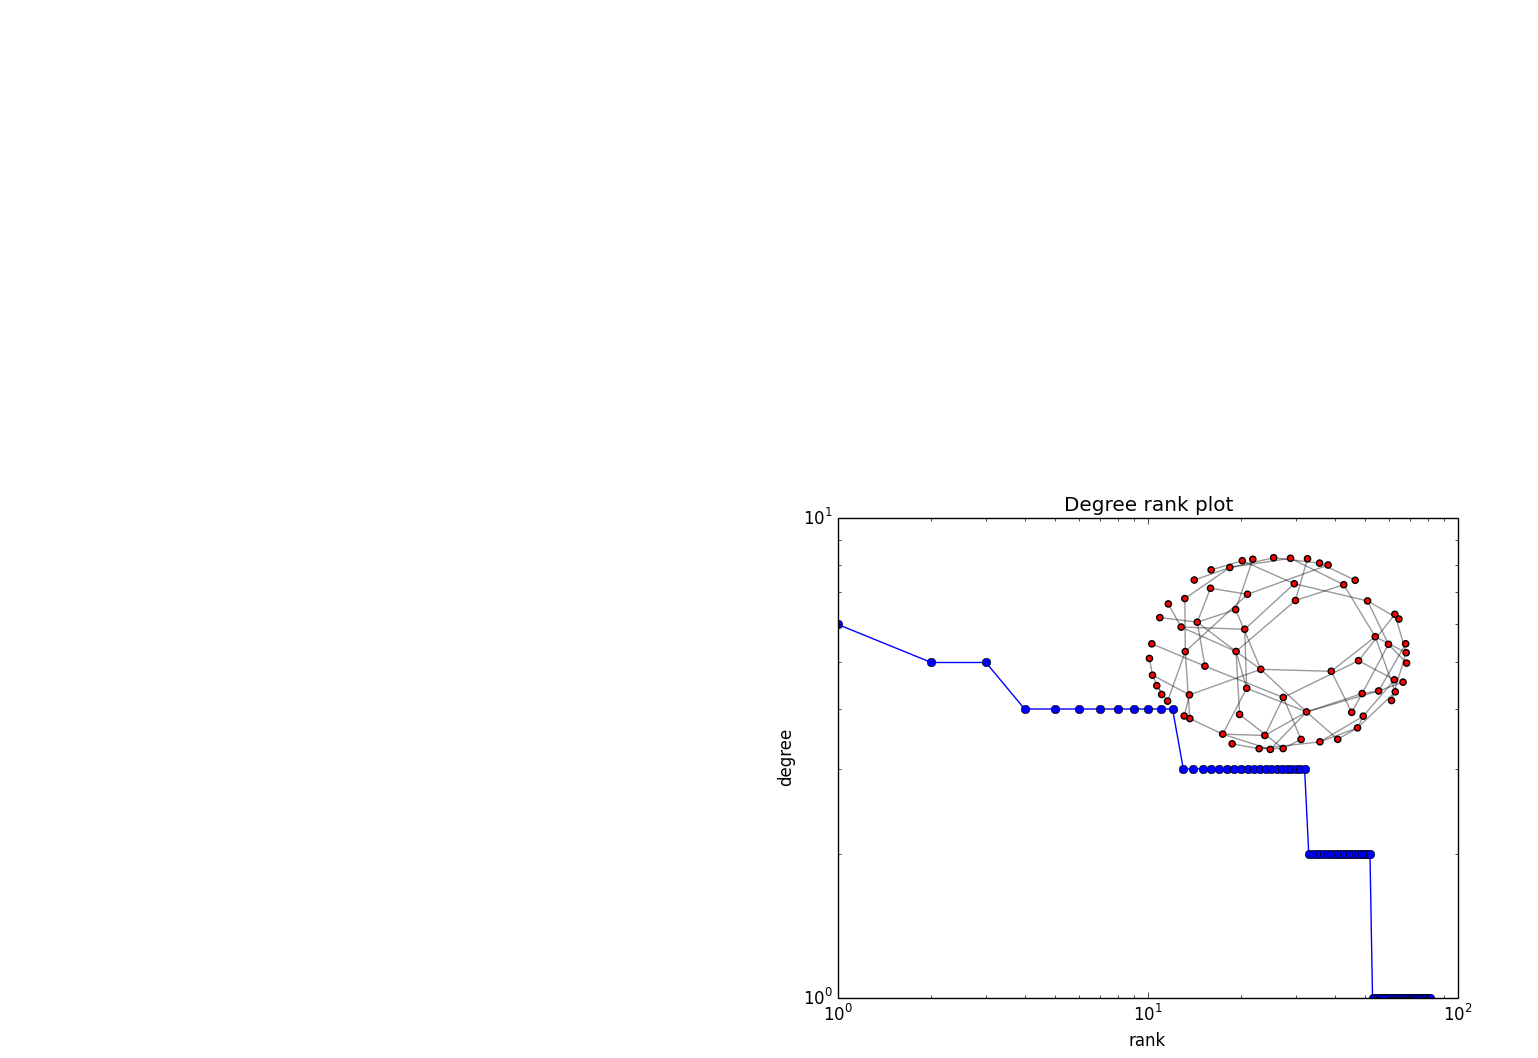 Degree rank plot
10¹
degree
10⁰
10⁰ 10¹ 10²
rank